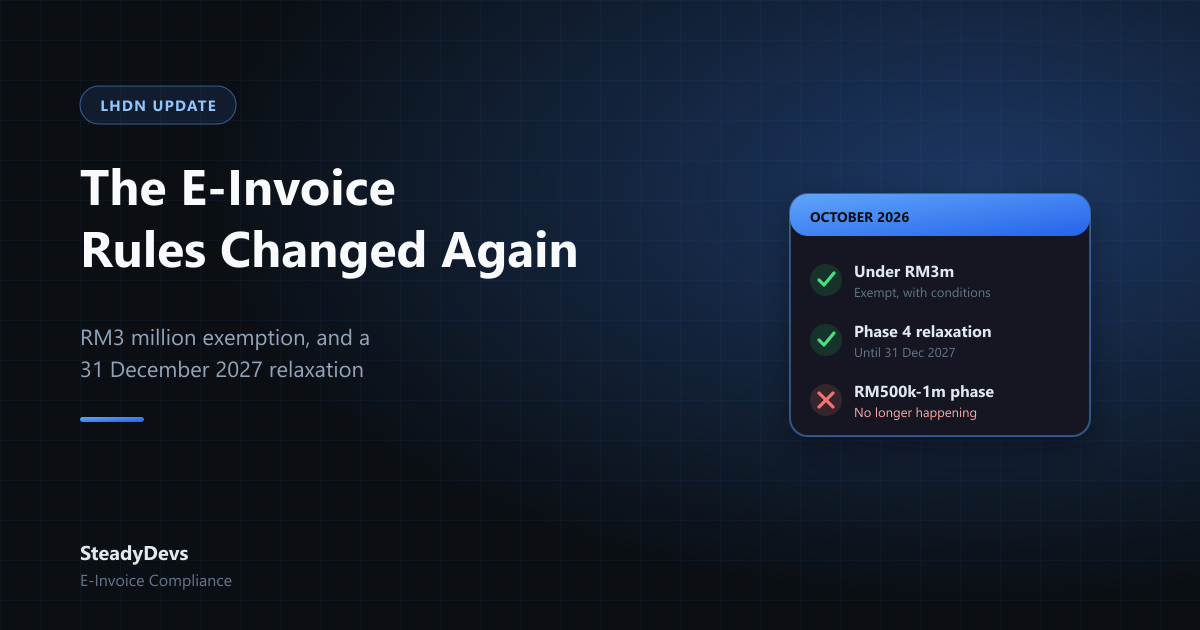 LHDN UPDATE
The E-Invoice
Rules Changed Again
RM3 million exemption, and a
31 December 2027 relaxation
OCTOBER 2026
Under RM3m
Exempt, with conditions
Phase 4 relaxation
Until 31 Dec 2027
RM500k-1m phase
No longer happening
SteadyDevs
E-Invoice Compliance